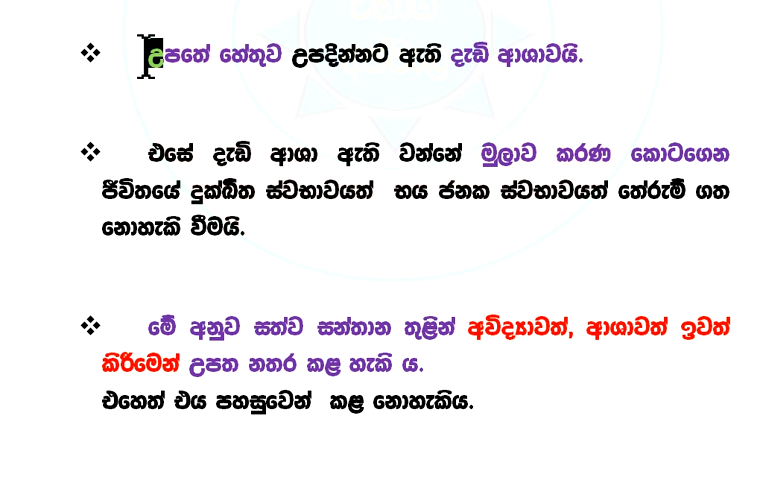 ❖ උපතේ හේතුව උපදින්නට ඇති දැඩි ආශාවයි.
❖ එසේ දැඩි ආශා ඇති වන්නේ මුලාව කරණ කොටගෙන
ජීවිතයේ දුක්ඛිත ස්වභාවයත් භය ජනක ස්වභාවයත් තේරුම් ගත
නොහැකි වීමයි.
❖ මේ අනුව සත්ව සන්තාන තුළින් අවිද්‍යාවත්, ආශාවත් ඉවත්
කිරීමෙන් උපත නතර කළ හැකි ය.
එහෙත් එය පහසුවෙන් කළ නොහැකිය.